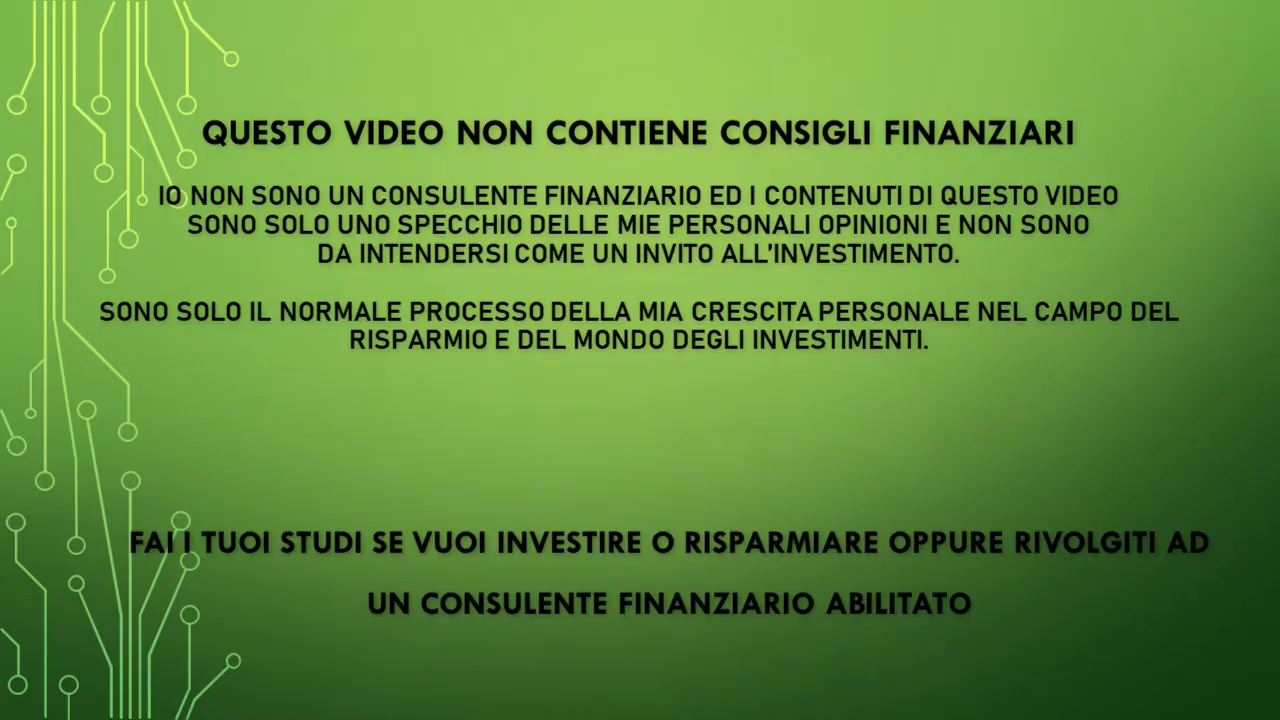 QUESTO VIDEO NON CONTIENE CONSIGLI FINANZIARI
IO NON SONO UN CONSULENTE FINANZIARIO ED I CONTENUTI DI QUESTO VIDEO
SONO SOLO UNO SPECCHIO DELLE MIE PERSONALI OPINIONI E NON SONO
DA INTENDERSI COME UN INVITO ALL'INVESTIMENTO.
SONO SOLO IL NORMALE PROCESSO DELLA MIA CRESCITA PERSONALE NEL CAMPO DEL
RISPARMIO E DEL MONDO DEGLI INVESTIMENTI.
FAI I TUOI STUDI SE VUOI INVESTIRE O RISPARMIARE OPPURE RIVOLGITI AD
UN CONSULENTE FINANZIARIO ABILITATO